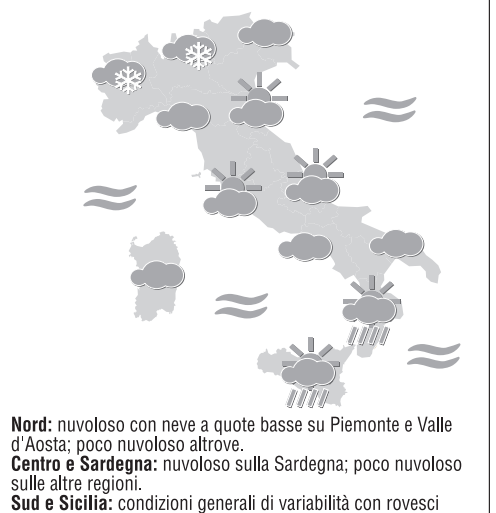 Nord: nuvoloso con neve a quote basse su Piemonte e Valle
d'Aosta; poco nuvoloso altrove.
Centro e Sardegna: nuvoloso sulla Sardegna; poco nuvoloso
sulle altre regioni.
Sud e Sicilia: condizioni generali di variabilità con rovesci